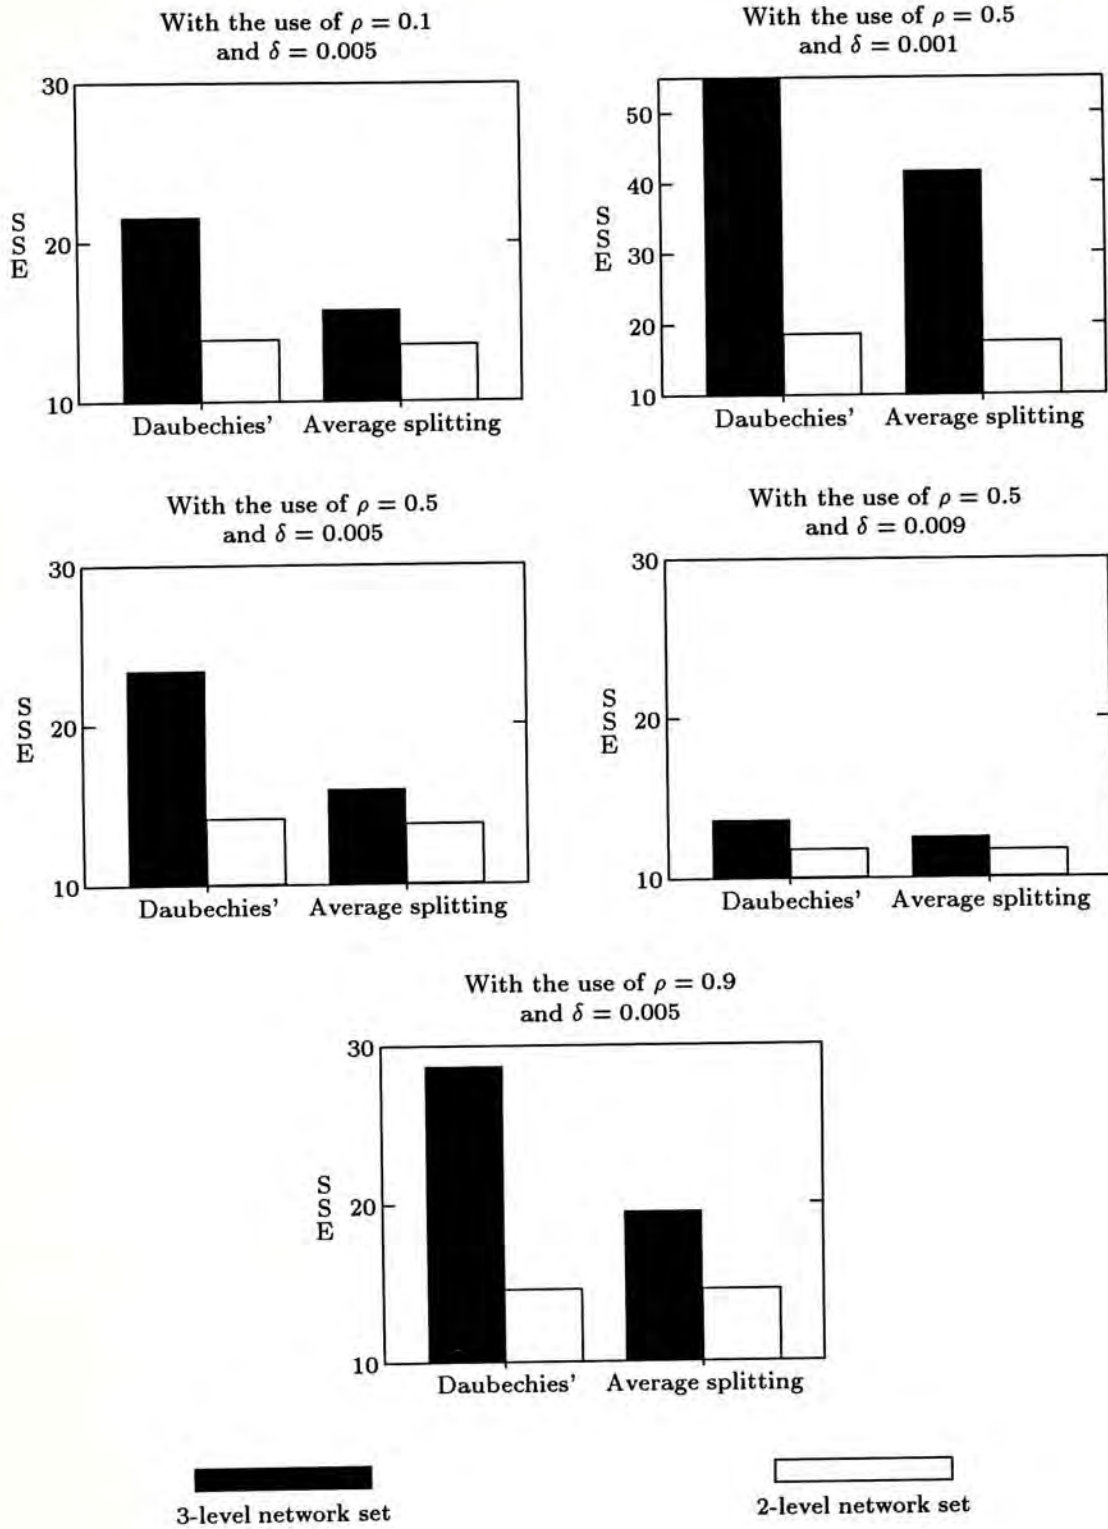 With the use of ρ = 0.1
and δ = 0.005
30
S
S
E
20
10
Daubechies' Average splitting
With the use of ρ = 0.5
and δ = 0.001
50
40
S
S
E
30
20
10
Daubechies' Average splitting
With the use of ρ = 0.5
and δ = 0.005
30
S
S
E
20
10
Daubechies' Average splitting
With the use of ρ = 0.5
and δ = 0.009
30
S
S
E
20
10
Daubechies' Average splitting
With the use of ρ = 0.9
and δ = 0.005
30
S
S
E
20
10
Daubechies' Average splitting
3-level network set
2-level network set